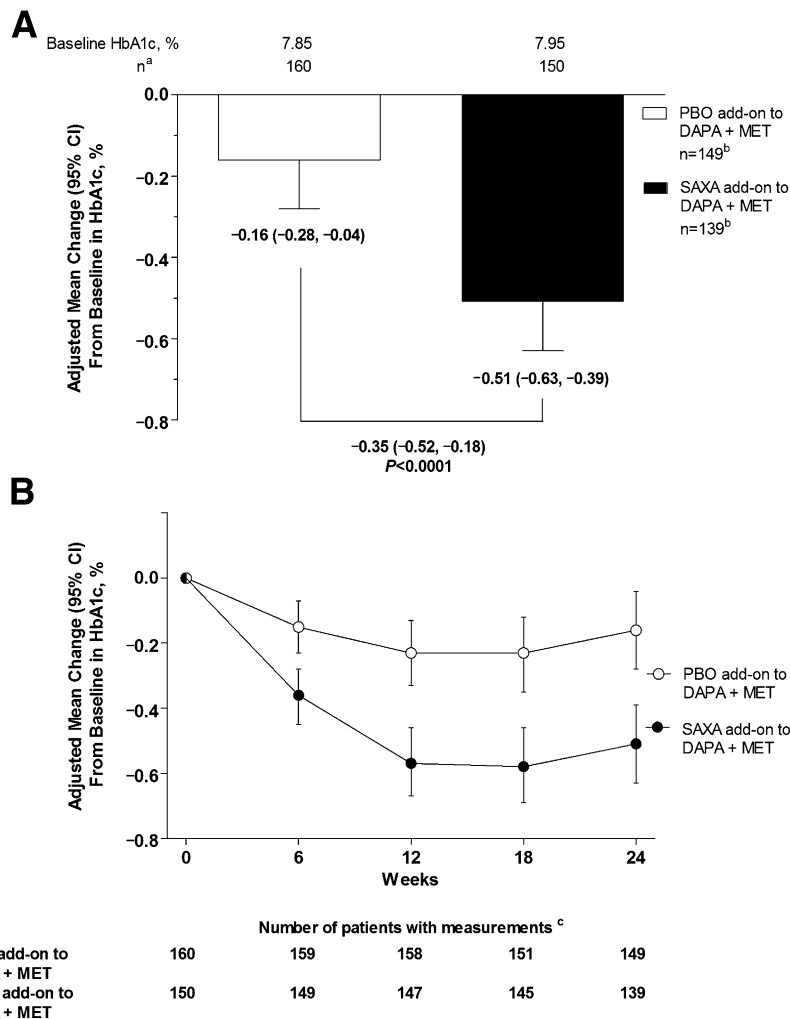 A
Baseline HbA1c, % 7.85 7.95
nᵃ 160 150
Adjusted Mean Change (95% CI)
From Baseline in HbA1c, %
0.0
−0.2
−0.4
−0.6
−0.8
−0.16 (−0.28, −0.04)
−0.51 (−0.63, −0.39)
−0.35 (−0.52, −0.18)
P<0.0001
PBO add-on to
DAPA + MET
n=149ᵇ
SAXA add-on to
DAPA + MET
n=139ᵇ
B
Adjusted Mean Change (95% CI)
From Baseline in HbA1c, %
0.0
−0.2
−0.4
−0.6
−0.8
0 6 12 18 24
Weeks
PBO add-on to
DAPA + MET
SAXA add-on to
DAPA + MET
Number of patients with measurements ᶜ
add-on to 160 159 158 151 149
+ MET
add-on to 150 149 147 145 139
+ MET